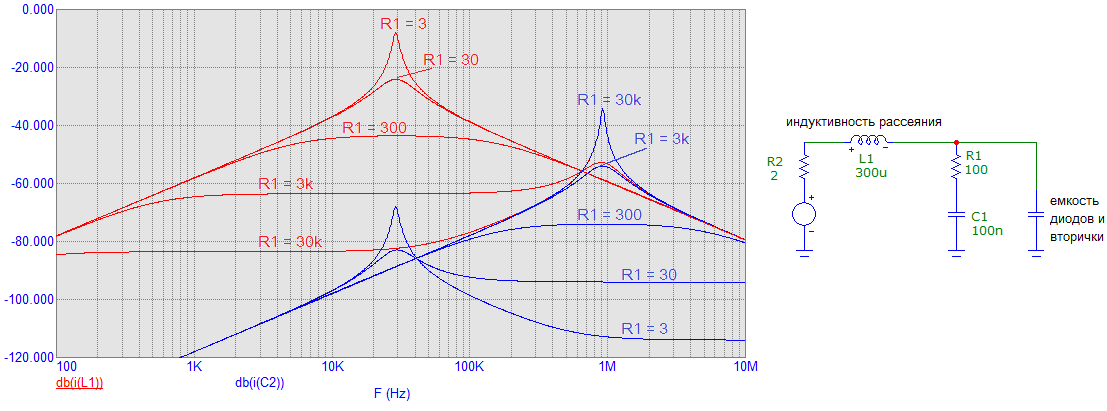 0.000
-20.000
-40.000
-60.000
-80.000
-100.000
-120.000
100
1K
10K
100K
1M
10M
db(i(L1))
db(i(C2))
F (Hz)
R1 = 3
R1 = 30
R1 = 300
R1 = 3k
R1 = 30k
R1 = 30k
R1 = 3k
R1 = 300
R1 = 30
R1 = 3
индуктивность рассеяния
R2
2
+
-
L1
300u
R1
100
C1
100n
+
-
емкость
диодов и
вторички